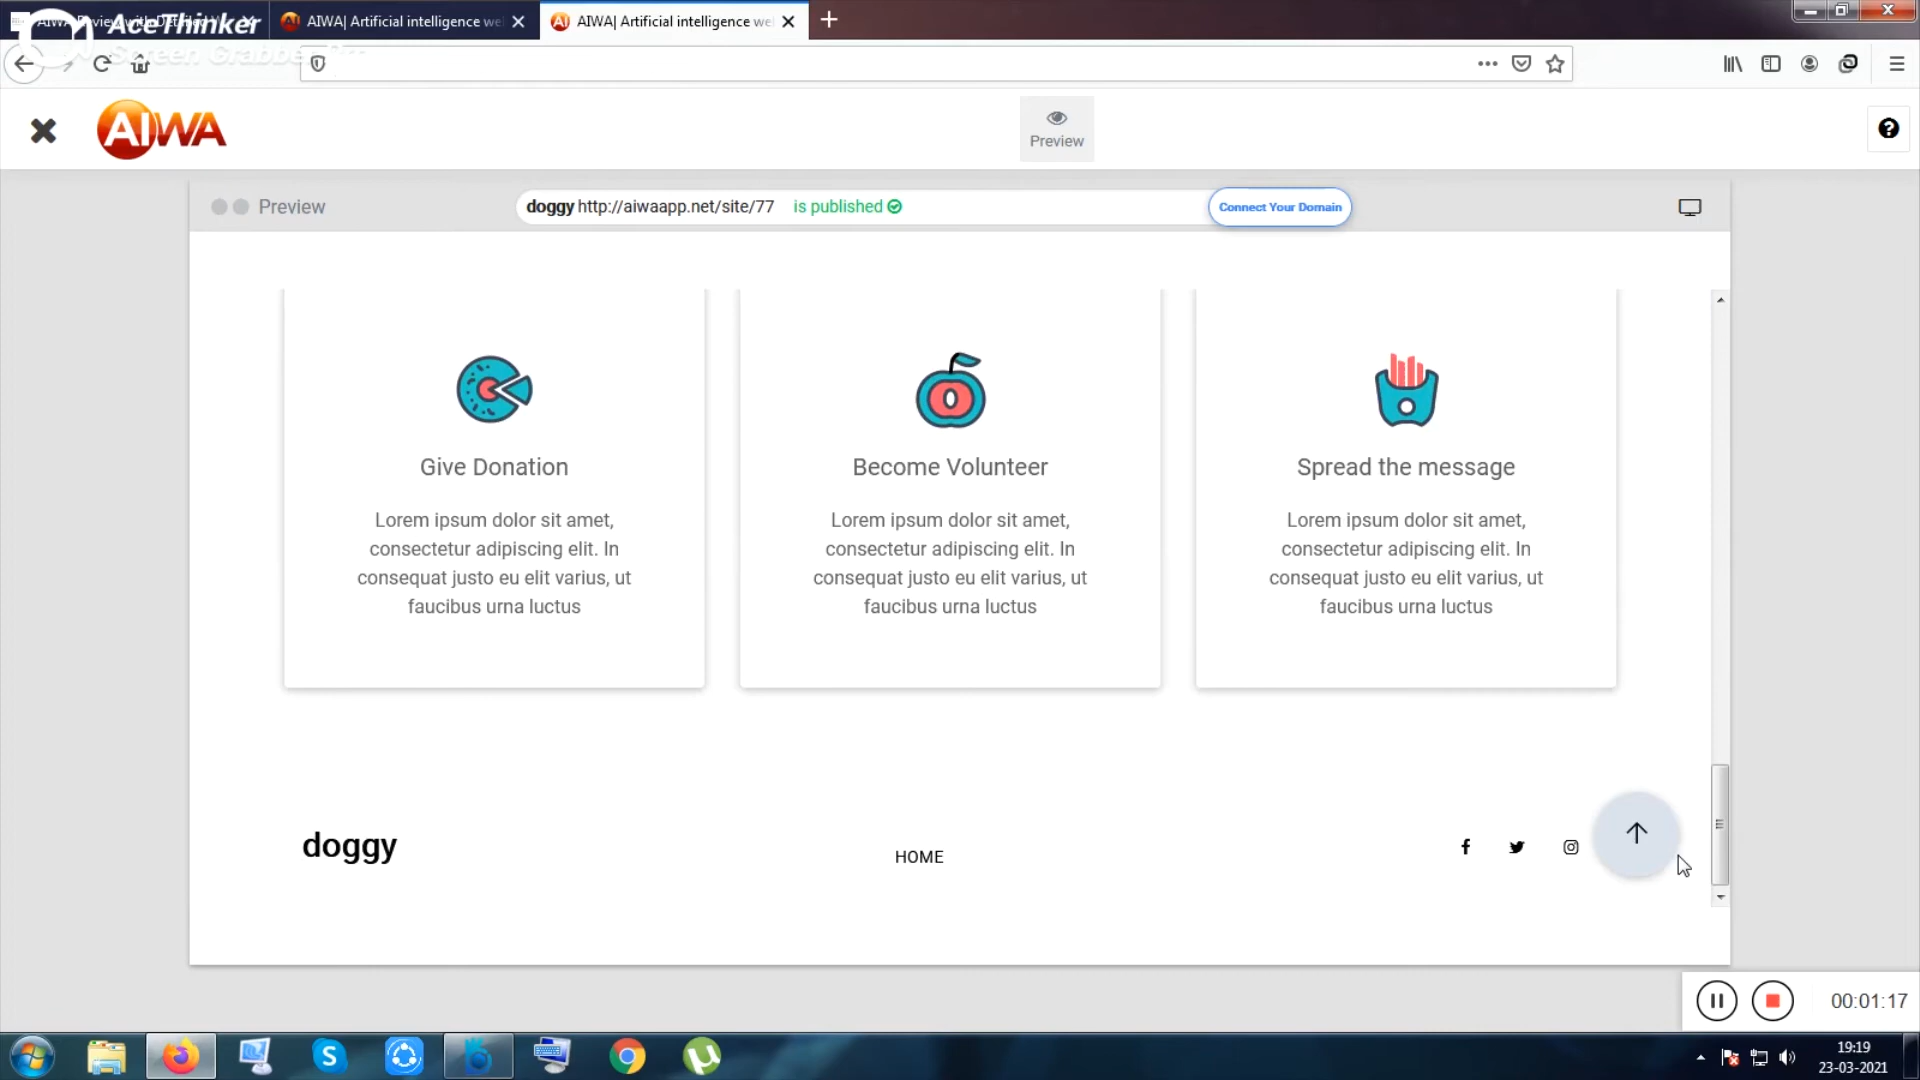 AceThinker
Screen Grabber Pro
AIWA| Artificial intelligence we
AIWA| Artificial intelligence we
AIWA
Preview
Preview
doggy http://aiwaapp.net/site/77 is published
Connect Your Domain
Give Donation
Lorem ipsum dolor sit amet,
consectetur adipiscing elit. In
consequat justo eu elit varius, ut
faucibus urna luctus
Become Volunteer
Lorem ipsum dolor sit amet,
consectetur adipiscing elit. In
consequat justo eu elit varius, ut
faucibus urna luctus
Spread the message
Lorem ipsum dolor sit amet,
consectetur adipiscing elit. In
consequat justo eu elit varius, ut
faucibus urna luctus
doggy
HOME
00:01:17
19:19
23-03-2021